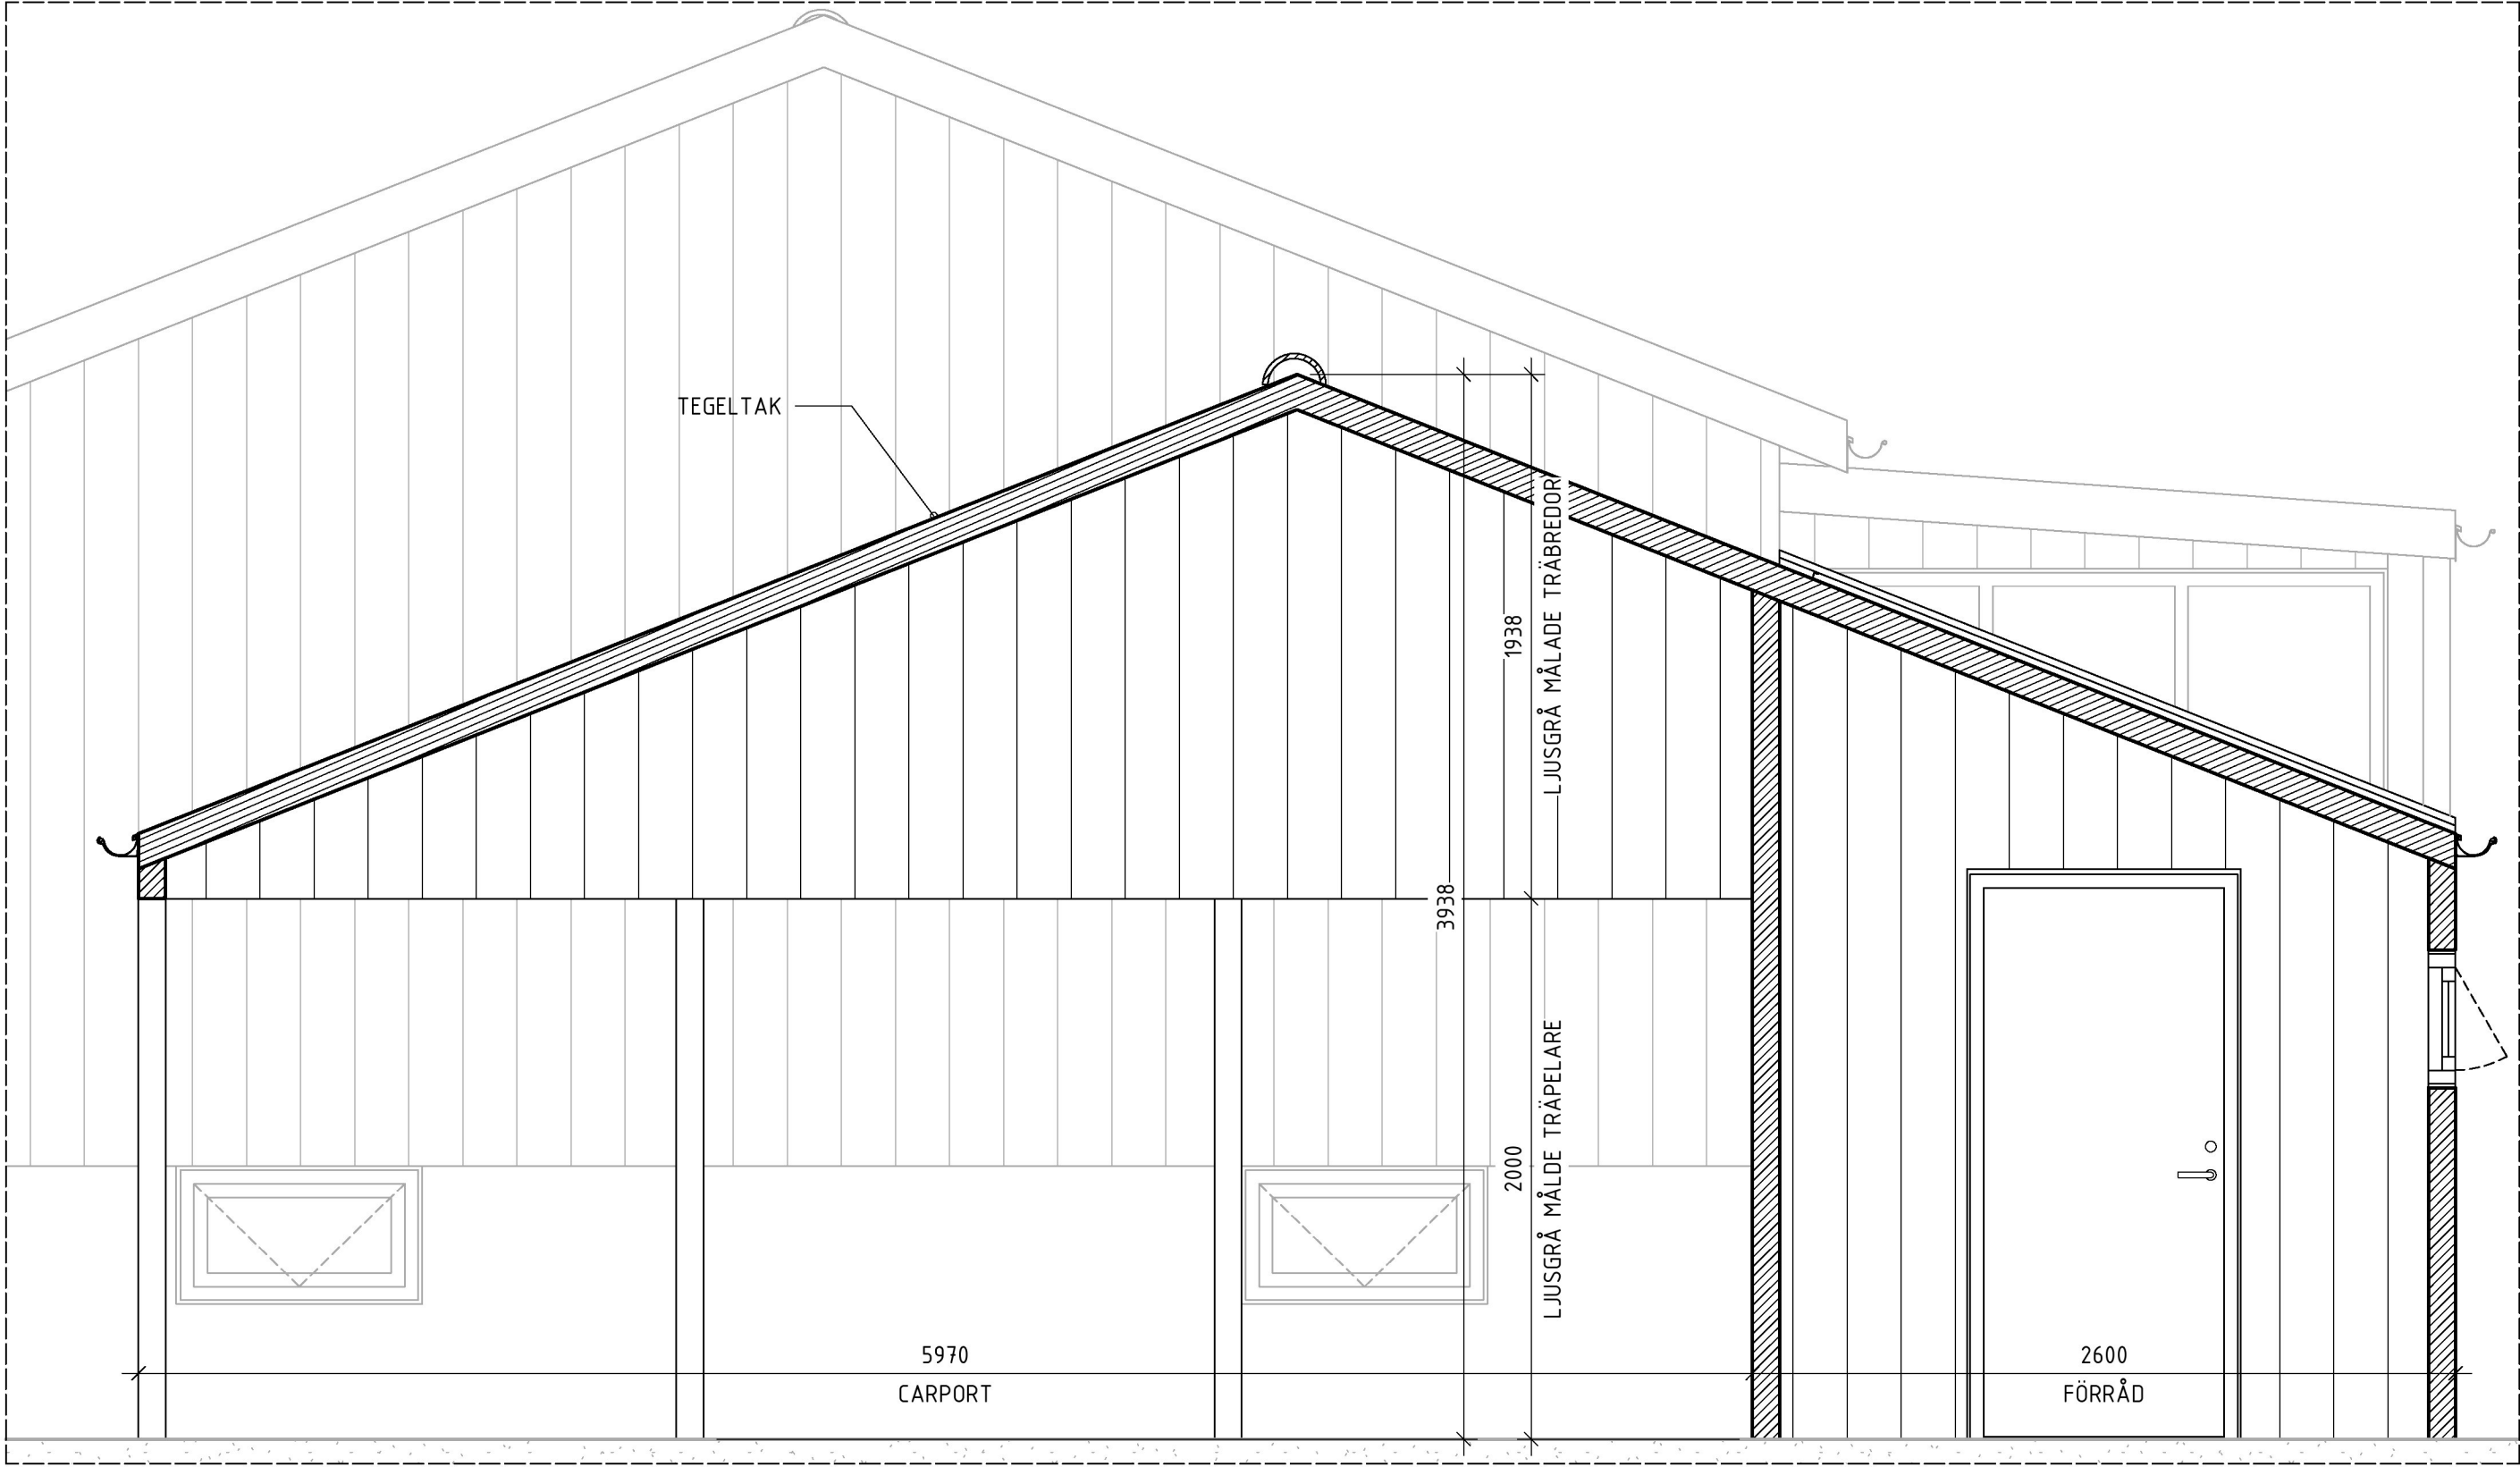 TEGELTAK
1938
LJUSGRÅ MÅLADE TRÄBREDOR
3938
2000
LJUSGRÅ MÅLDE TRÄPELARE
5970
CARPORT
2600
FÖRRÅD